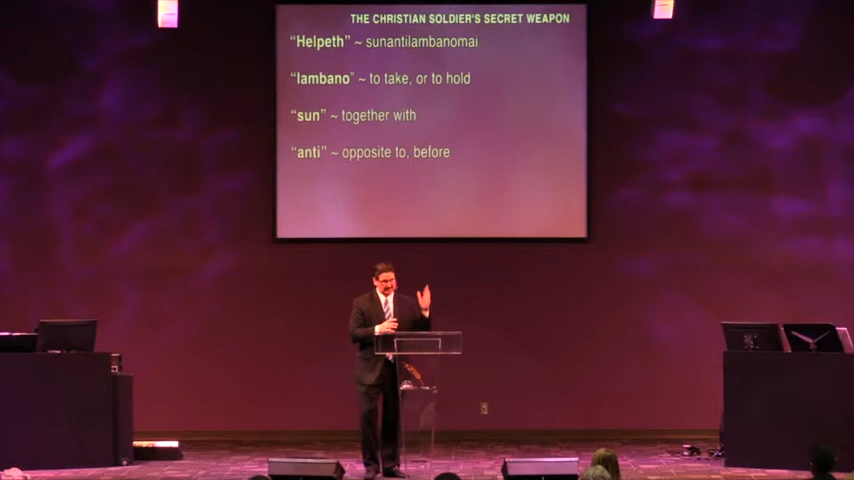 THE CHRISTIAN SOLDIER'S SECRET WEAPON
“Helpeth” ~ sunantilambanomai
“lambano” ~ to take, or to hold
“sun” ~ together with
“anti” ~ opposite to, before